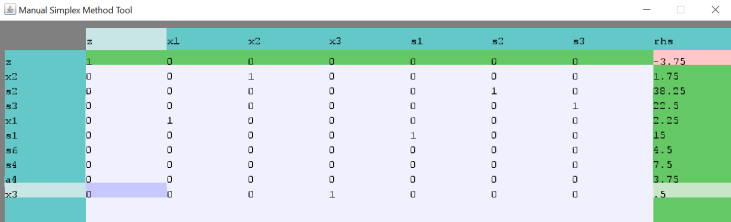 Manual Simplex Method Tool
z x1 x2 x3 s1 s2 s3 rhs
z 1 0 0 0 0 0 0 -3.75
x2 0 0 1 0 0 0 0 1.75
s2 0 0 0 0 0 1 0 38.25
s3 0 0 0 0 0 0 1 22.5
x1 0 1 0 0 0 0 0 2.25
s1 0 0 0 0 1 0 0 15
s6 0 0 0 0 0 0 0 4.5
s4 0 0 0 0 0 0 0 7.5
a4 0 0 0 0 0 0 0 3.75
x3 0 0 0 1 0 0 0 .5